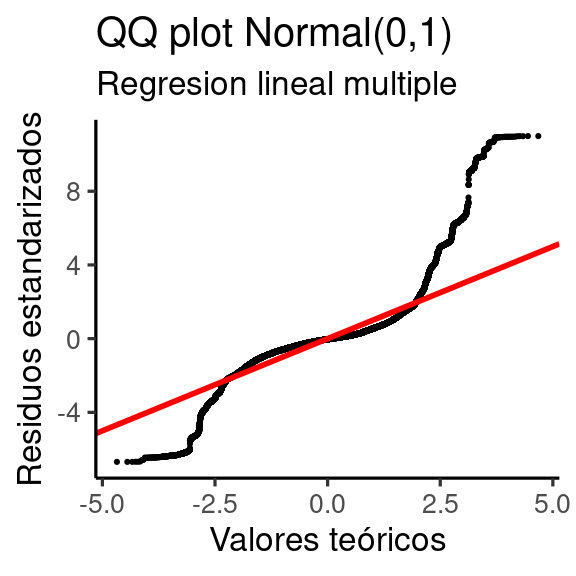 QQ plot Normal(0,1)
Regresion lineal multiple
Residuos estandarizados
8
4
0
-4
-5.0
-2.5
0.0
2.5
5.0
Valores teóricos